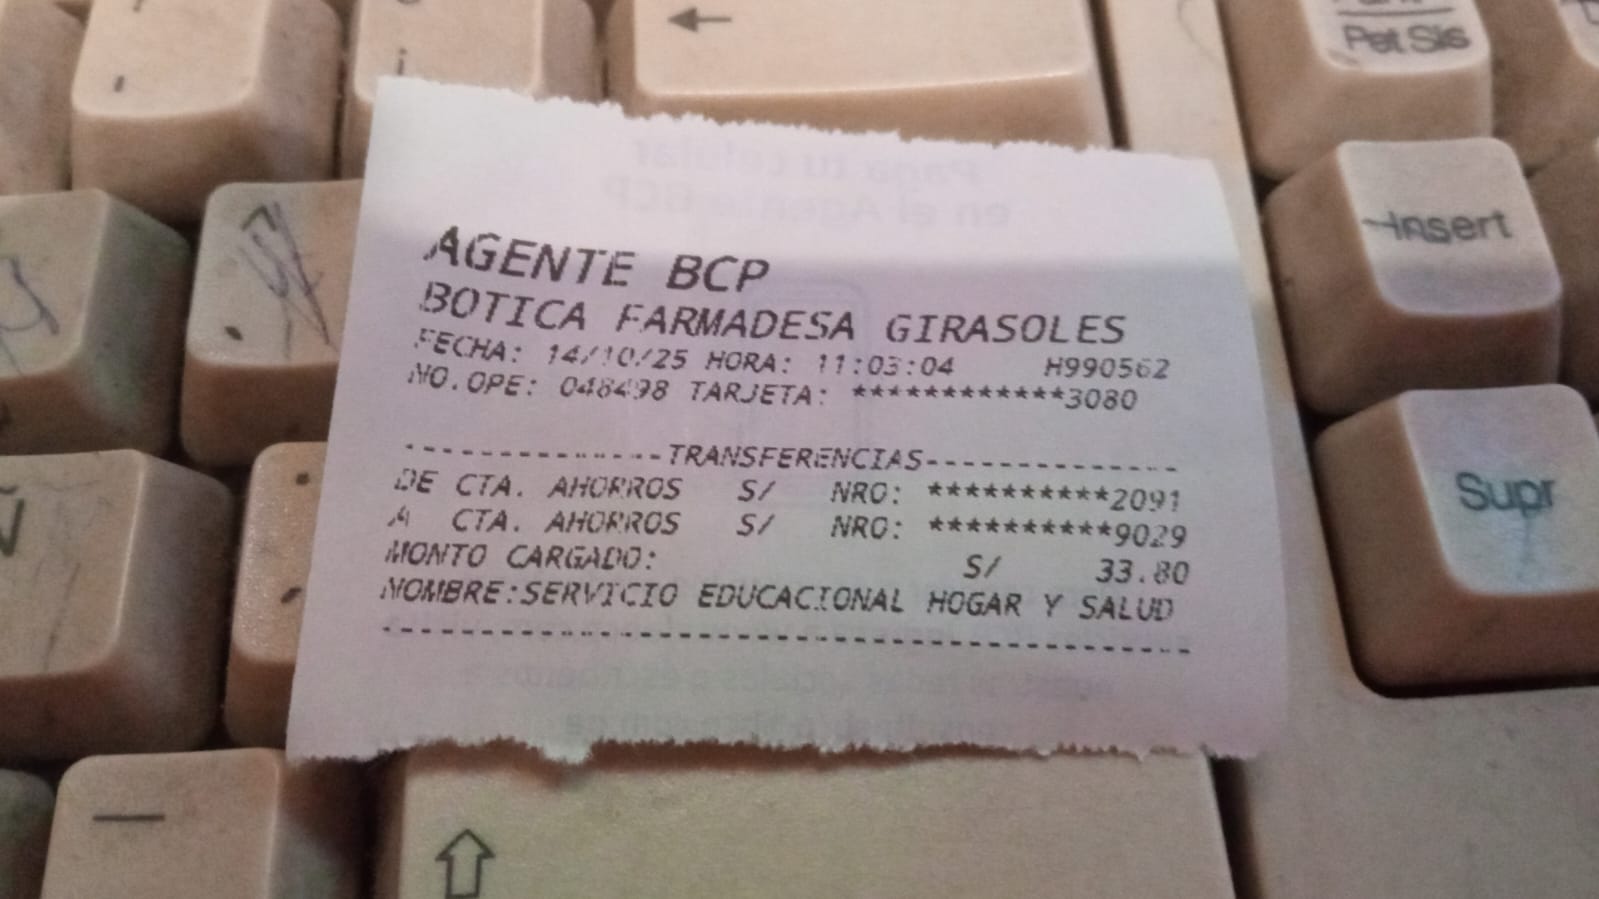 Pet Sis
Insert
Supr
Ñ
AGENTE BCP
BOTICA FARMADESA GIRASOLES
FECHA: 14/10/25 HORA: 11:03:04 H990562
NO.OPE: 048498 TARJETA: ************3080
--------------TRANSFERENCIAS--------------
DE CTA. AHORROS S/ NRO: **********2091
A CTA. AHORROS S/ NRO: **********9029
MONTO CARGADO: S/ 33.80
NOMBRE:SERVICIO EDUCACIONAL HOGAR Y SALUD